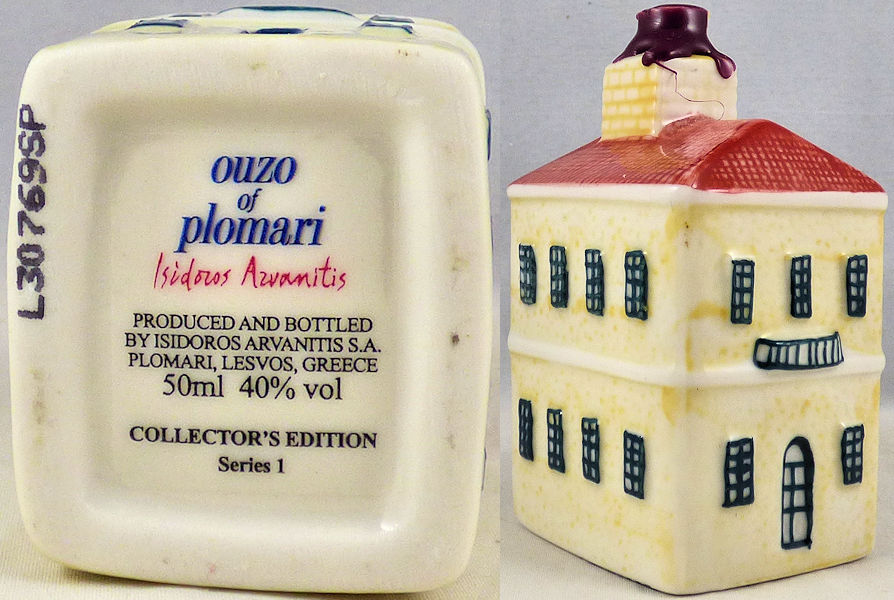 L30769SP
ouzo
of
plomari
Isidoros Arvanitis
PRODUCED AND BOTTLED
BY ISIDOROS ARVANITIS S.A.
PLOMARI, LESVOS, GREECE
50ml 40% vol
COLLECTOR'S EDITION
Series 1